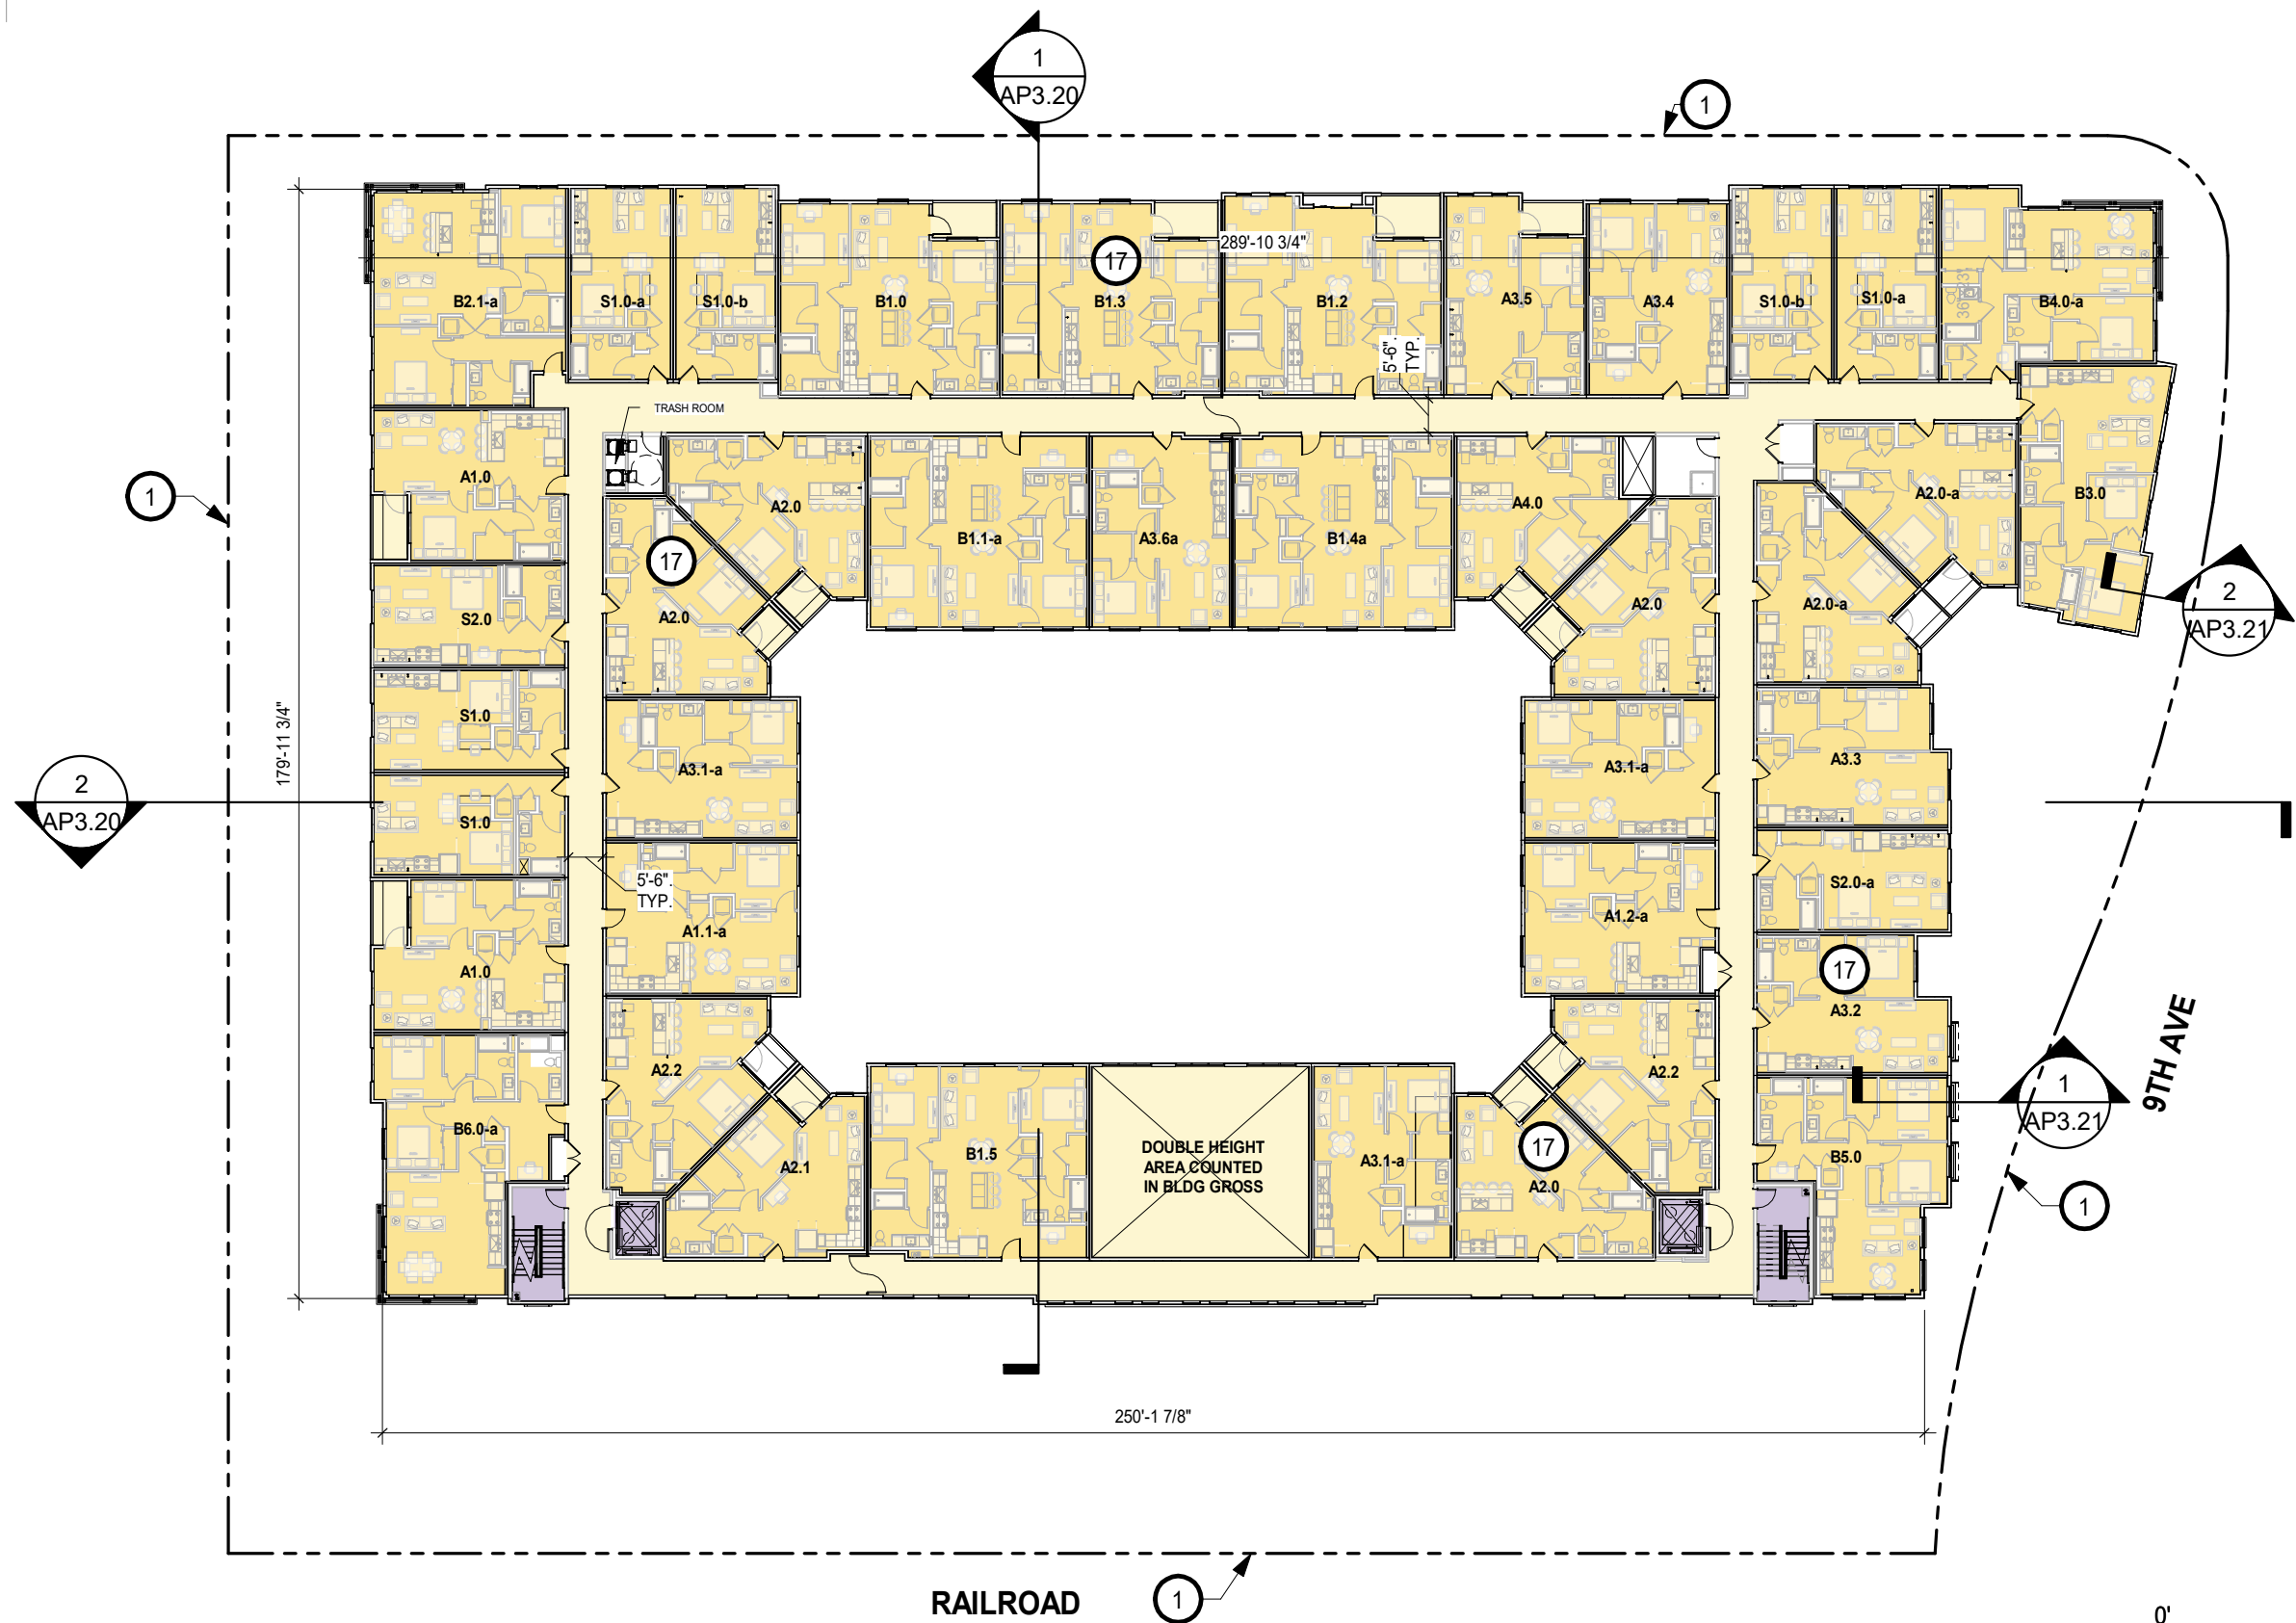 1
AP3.20
1
289'-10 3/4"
17
B2.1-a
S1.0-a
S1.0-b
B1.0
B1.3
B1.2
A3.5
A3.4
S1.0-b
S1.0-a
B4.0-a
5'-6".
TYP.
TRASH ROOM
1
A1.0
A2.0
B1.1-a
A3.6a
B1.4a
A4.0
A2.0-a
B3.0
17
S2.0
A2.0
A2.0
A2.0-a
2
AP3.21
179'-11 3/4"
S1.0
A3.1-a
A3.1-a
A3.3
2
AP3.20
S1.0
5'-6".
TYP.
A1.1-a
A1.2-a
S2.0-a
A1.0
17
A3.2
9TH AVE
A2.2
A2.2
1
AP3.21
B6.0-a
A2.1
B1.5
DOUBLE HEIGHT
AREA COUNTED
IN BLDG GROSS
A3.1-a
17
A2.0
B5.0
1
250'-1 7/8"
RAILROAD
1
0'